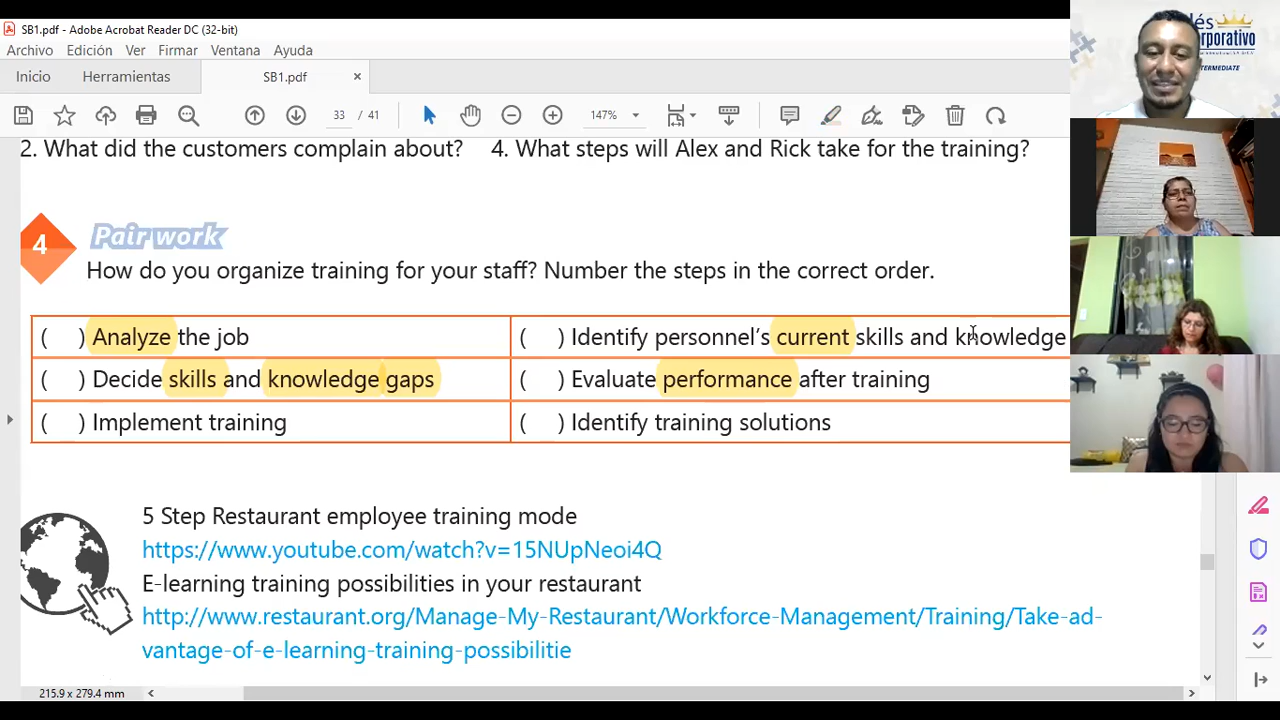 SB1.pdf - Adobe Acrobat Reader DC (32-bit)
Archivo Edición Ver Firmar Ventana Ayuda
Inicio Herramientas SB1.pdf ×
33 / 41 147%
2. What did the customers complain about? 4. What steps will Alex and Rick take for the training?
4 Pair work
How do you organize training for your staff? Number the steps in the correct order.
( ) Analyze the job ( ) Identify personnel's current skills and knowledge
( ) Decide skills and knowledge gaps ( ) Evaluate performance after training
( ) Implement training ( ) Identify training solutions
5 Step Restaurant employee training mode
https://www.youtube.com/watch?v=15NUpNeoi4Q
E-learning training possibilities in your restaurant
http://www.restaurant.org/Manage-My-Restaurant/Workforce-Management/Training/Take-ad-
vantage-of-e-learning-training-possibilitie
215.9 x 279.4 mm
és
rporativo
TERMEDIATE